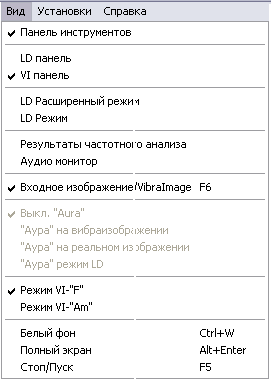 Вид Установки Справка
Панель инструментов
LD панель
VI панель
LD Расширенный режим
LD Режим
Результаты частотного анализа
Аудио монитор
Входное изображение/VibraImage F6
Выкл. "Aura"
"Аура" на виброизображении
"Аура" на реальном изображении
"Аура" режим LD
Режим VI-"F"
Режим VI-"Am"
Белый фон Ctrl+W
Полный экран Alt+Enter
Стоп/Пуск F5